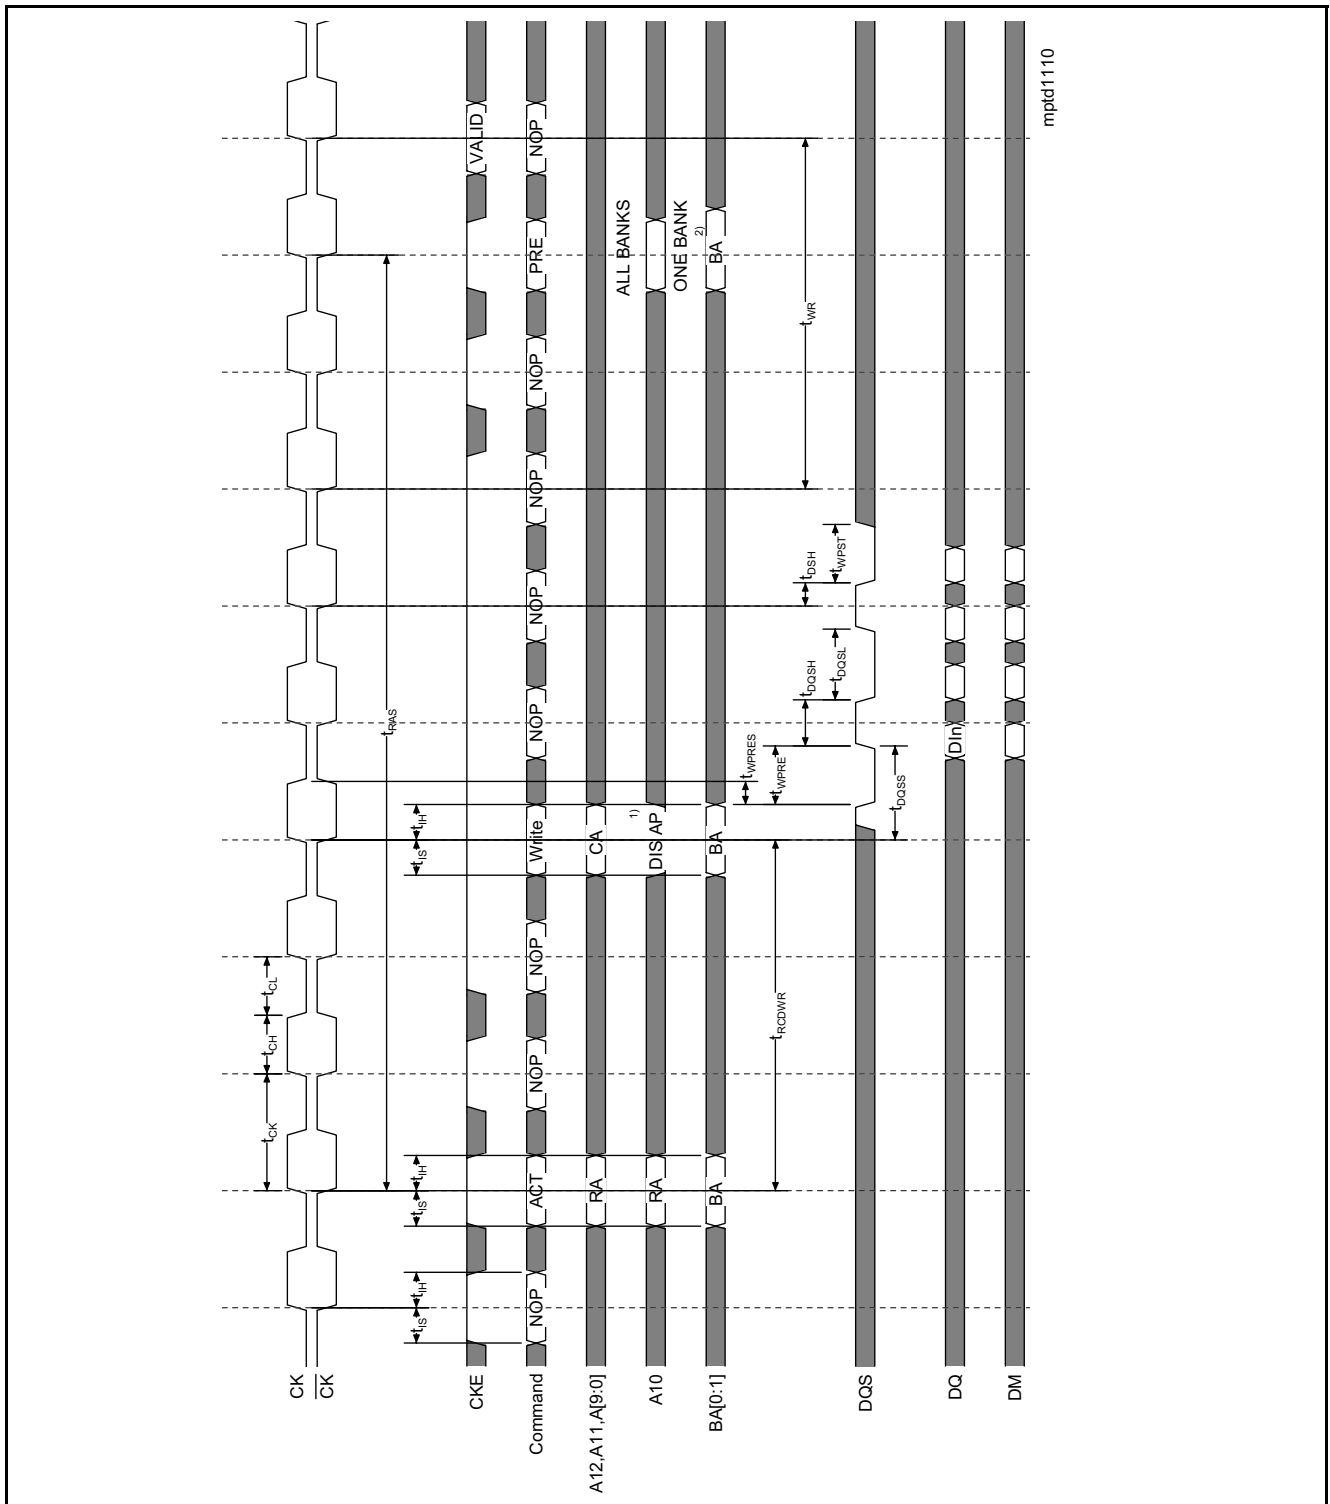 CK
CK
tCK
tCH
tCL
tRAS
tIS
tIH
tIS
tIH
tIS
tIH
CKE
VALID
Command
NOP
ACT
NOP
NOP
Write
NOP
NOP
NOP
NOP
PRE
NOP
A12,A11,A[9:0]
RA
CA
ALL BANKS
A10
RA
DIS AP
1)
ONE BANK
BA[0:1]
BA
BA
BA
2)
tWPRES
tWPRE
tRCDWR
tDQSH
tDSH
tWR
tDQSL
tWPST
DQS
tDQSS
DQ
DIn
DM
mptd1110